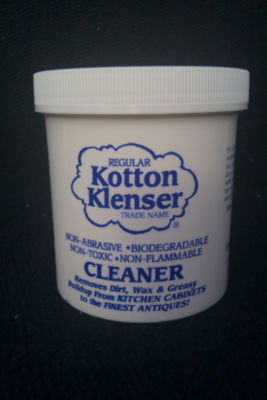 REGULAR
Kotton
Klenser
TRADE NAME
®
NON-ABRASIVE • BIODEGRADABLE
NON-TOXIC • NON-FLAMMABLE
CLEANER
Removes Dirt, Wax & Greasy
Buildup From KITCHEN CABINETS
to the FINEST ANTIQUES!